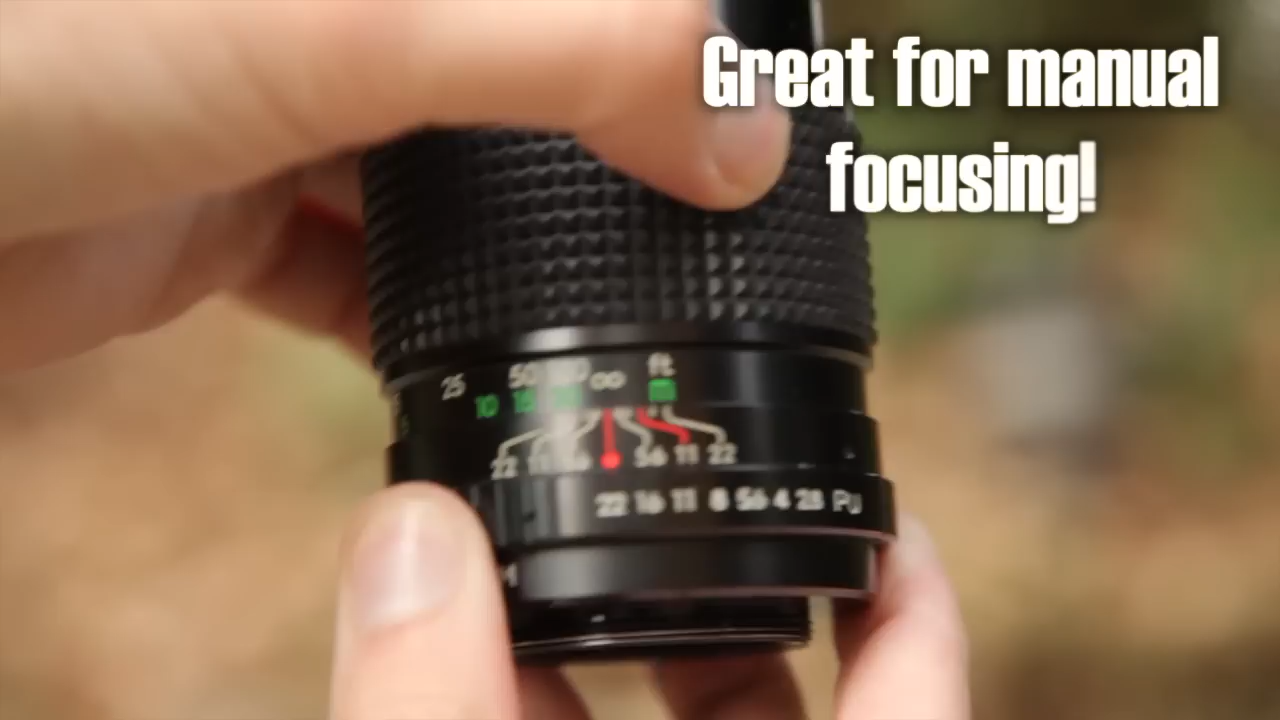 Great for manual
focusing!
25 50 ∞ ft
10 15 m
22 11 5.6 11 22
22 16 11 8 5.6 4 2.8